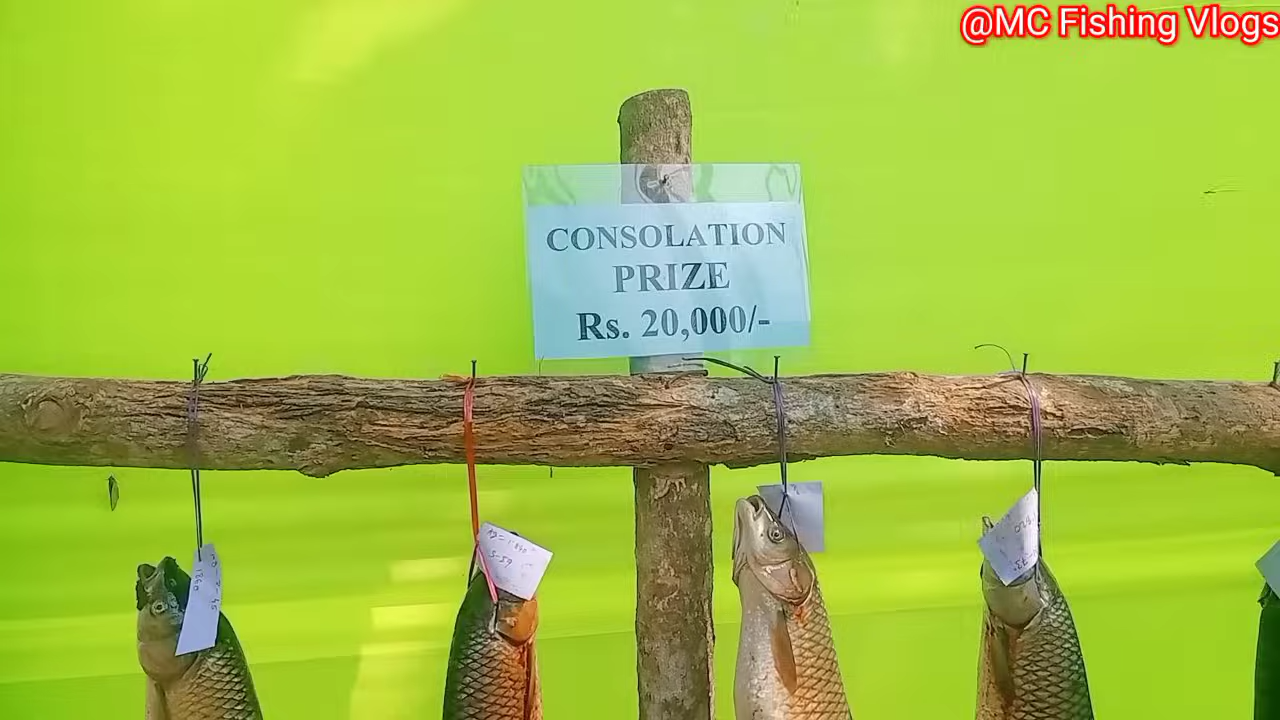 @MC Fishing Vlogs
CONSOLATION
PRIZE
Rs. 20,000/-